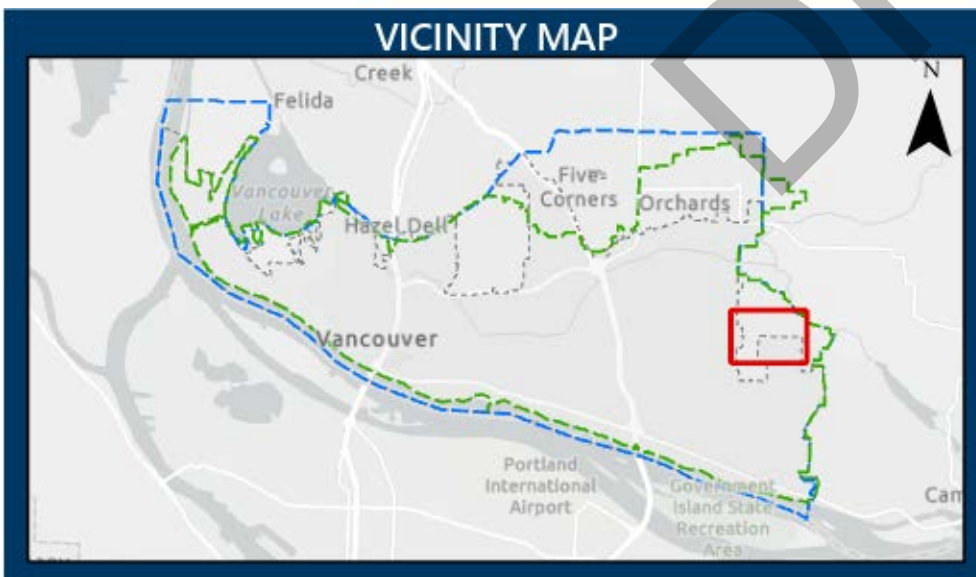 VICINITY MAP
N
Creek
Felida
Vancouver
Lake
Five
Corners
Orchards
Hazel Dell
Vancouver
Portland
International
Airport
Government
Island State
Recreation
Area
Cam